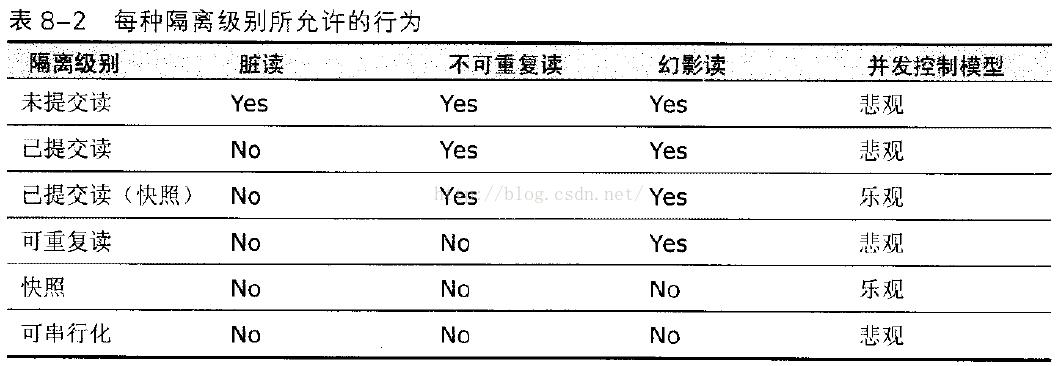 表 8-2 每种隔离级别所允许的行为
隔离级别 脏读 不可重复读 幻影读 并发控制模型
未提交读 Yes Yes Yes 悲观
已提交读 No Yes Yes 悲观
已提交读（快照） No Yes Yes 乐观
http://blog.csdn.net/
可重复读 No No Yes 悲观
快照 No No No 乐观
可串行化 No No No 悲观